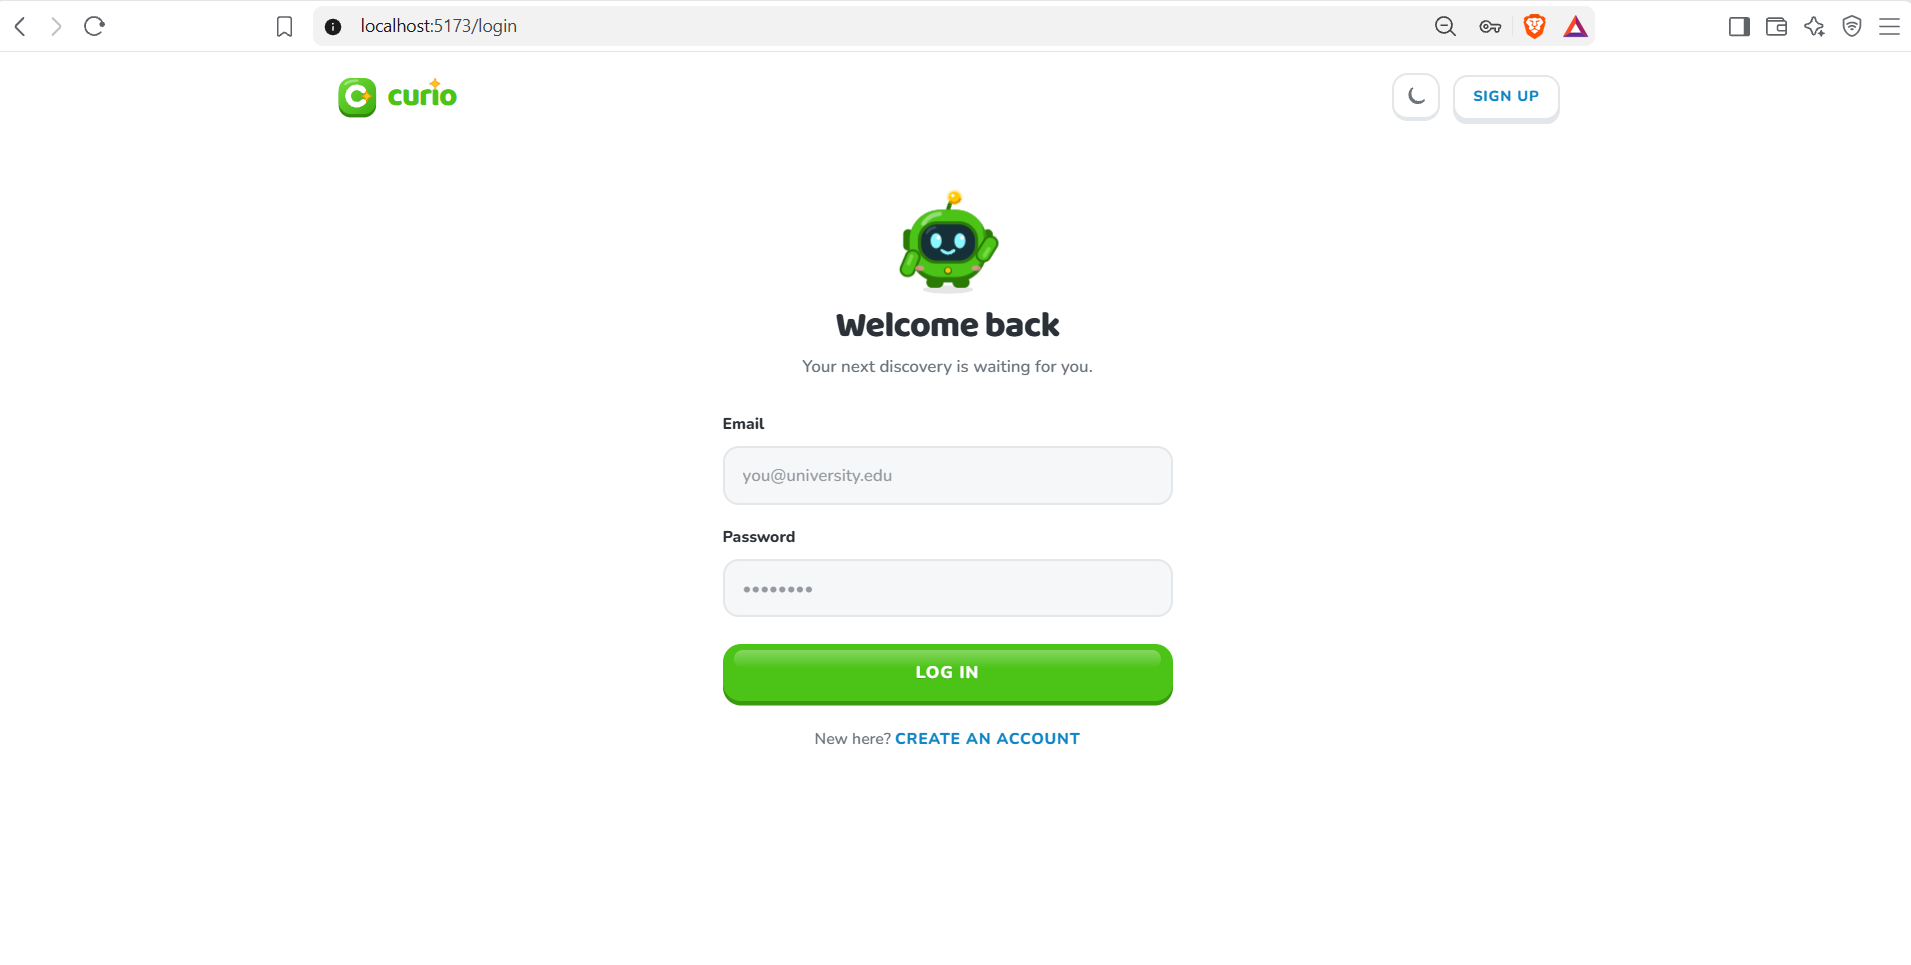 localhost:5173/login
curio
SIGN UP
Welcome back
Your next discovery is waiting for you.
Email
you@university.edu
Password
••••••••
LOG IN
New here? CREATE AN ACCOUNT